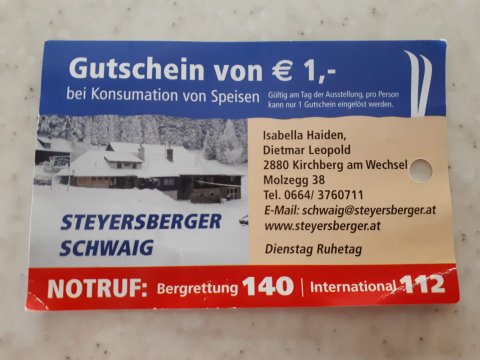 Gutschein von € 1,-
bei Konsumation von Speisen
Gültig am Tag der Ausstellung, pro Person
kann nur 1 Gutschein eingelöst werden.
Isabella Haiden,
Dietmar Leopold
2880 Kirchberg am Wechsel
Molzegg 38
Tel. 0664/ 3760711
E-Mail: schwaig@steyersberger.at
www.steyersberger.at
Dienstag Ruhetag
STEYERSBERGER
SCHWAIG
NOTRUF: Bergrettung 140 | International 112